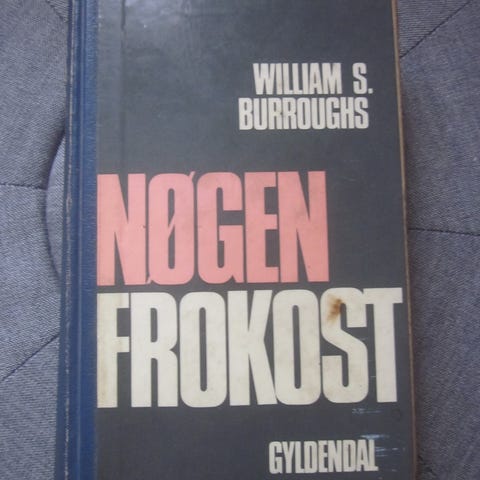 WILLIAM S.
BURROUGHS
NØGEN
FROKOST
GYLDENDAL